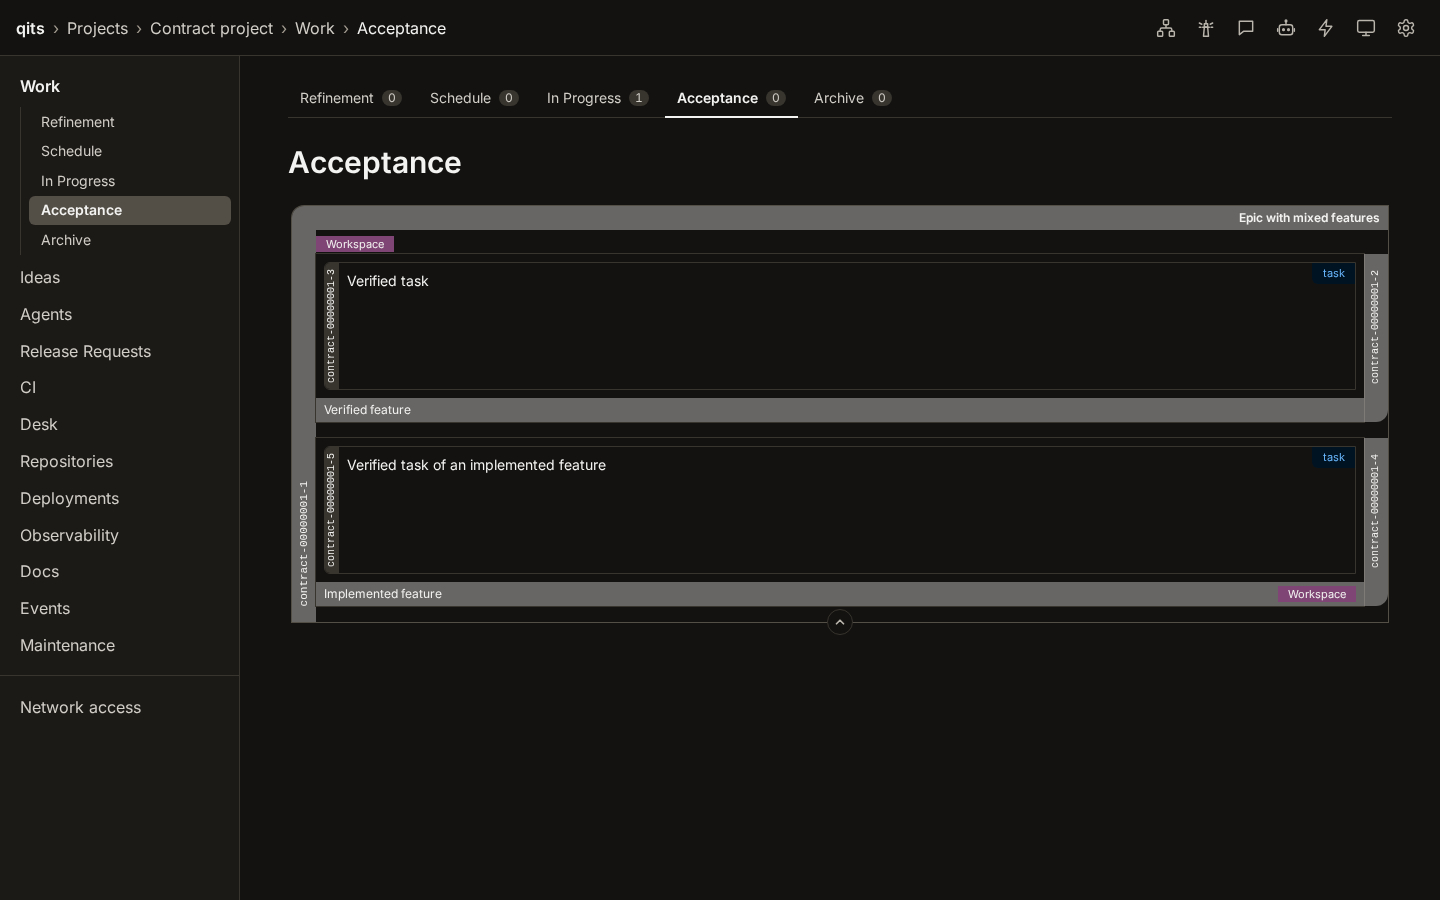 qits › Projects › Contract project › Work › Acceptance
Work
Refinement
Schedule
In Progress
Acceptance
Archive
Ideas
Agents
Release Requests
CI
Desk
Repositories
Deployments
Observability
Docs
Events
Maintenance
Network access
Refinement 0
Schedule 0
In Progress 1
Acceptance 0
Archive 0
Acceptance
Epic with mixed features
contract-00000001-1
Workspace
contract-00000001-3
Verified task
task
contract-00000001-2
Verified feature
contract-00000001-5
Verified task of an implemented feature
task
contract-00000001-4
Implemented feature
Workspace